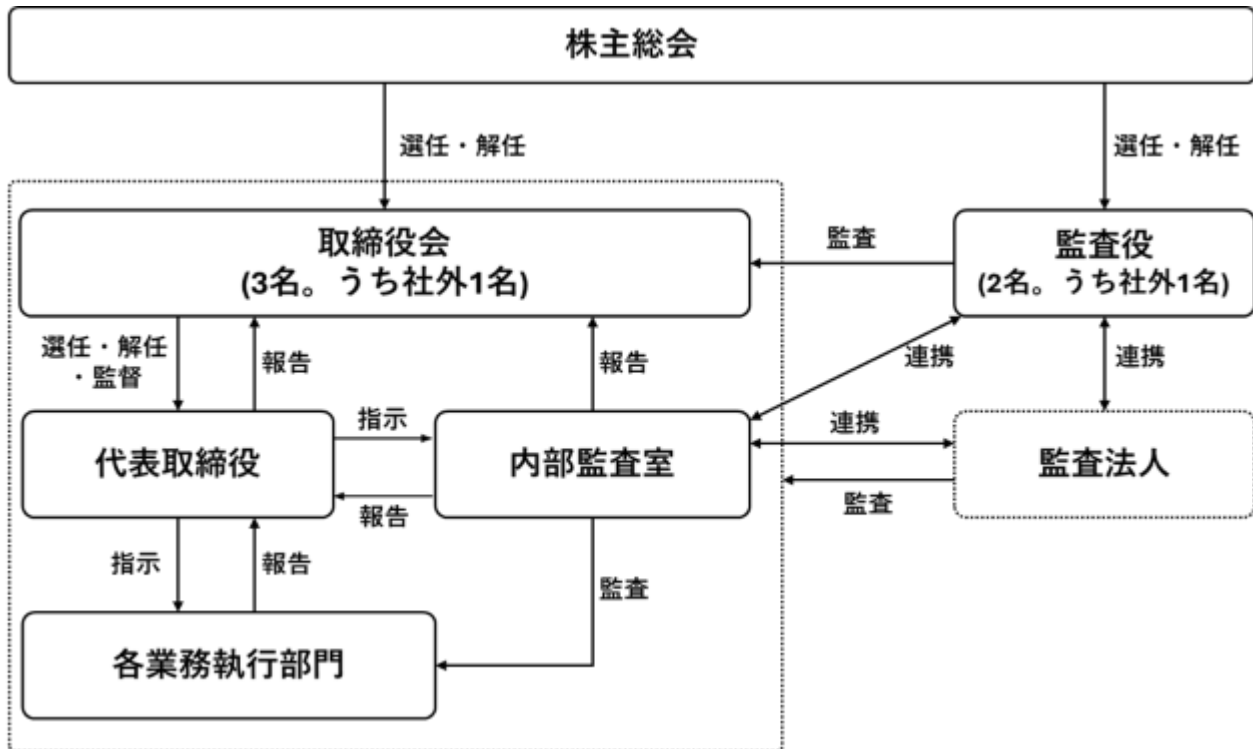 株主総会
選任・解任
選任・解任
取締役会
(3名。うち社外1名)
監査
監査役
(2名。うち社外1名)
選任・解任
・監督
報告
報告
連携
連携
代表取締役
指示
報告
内部監査室
連携
監査
監査法人
指示
報告
監査
各業務執行部門